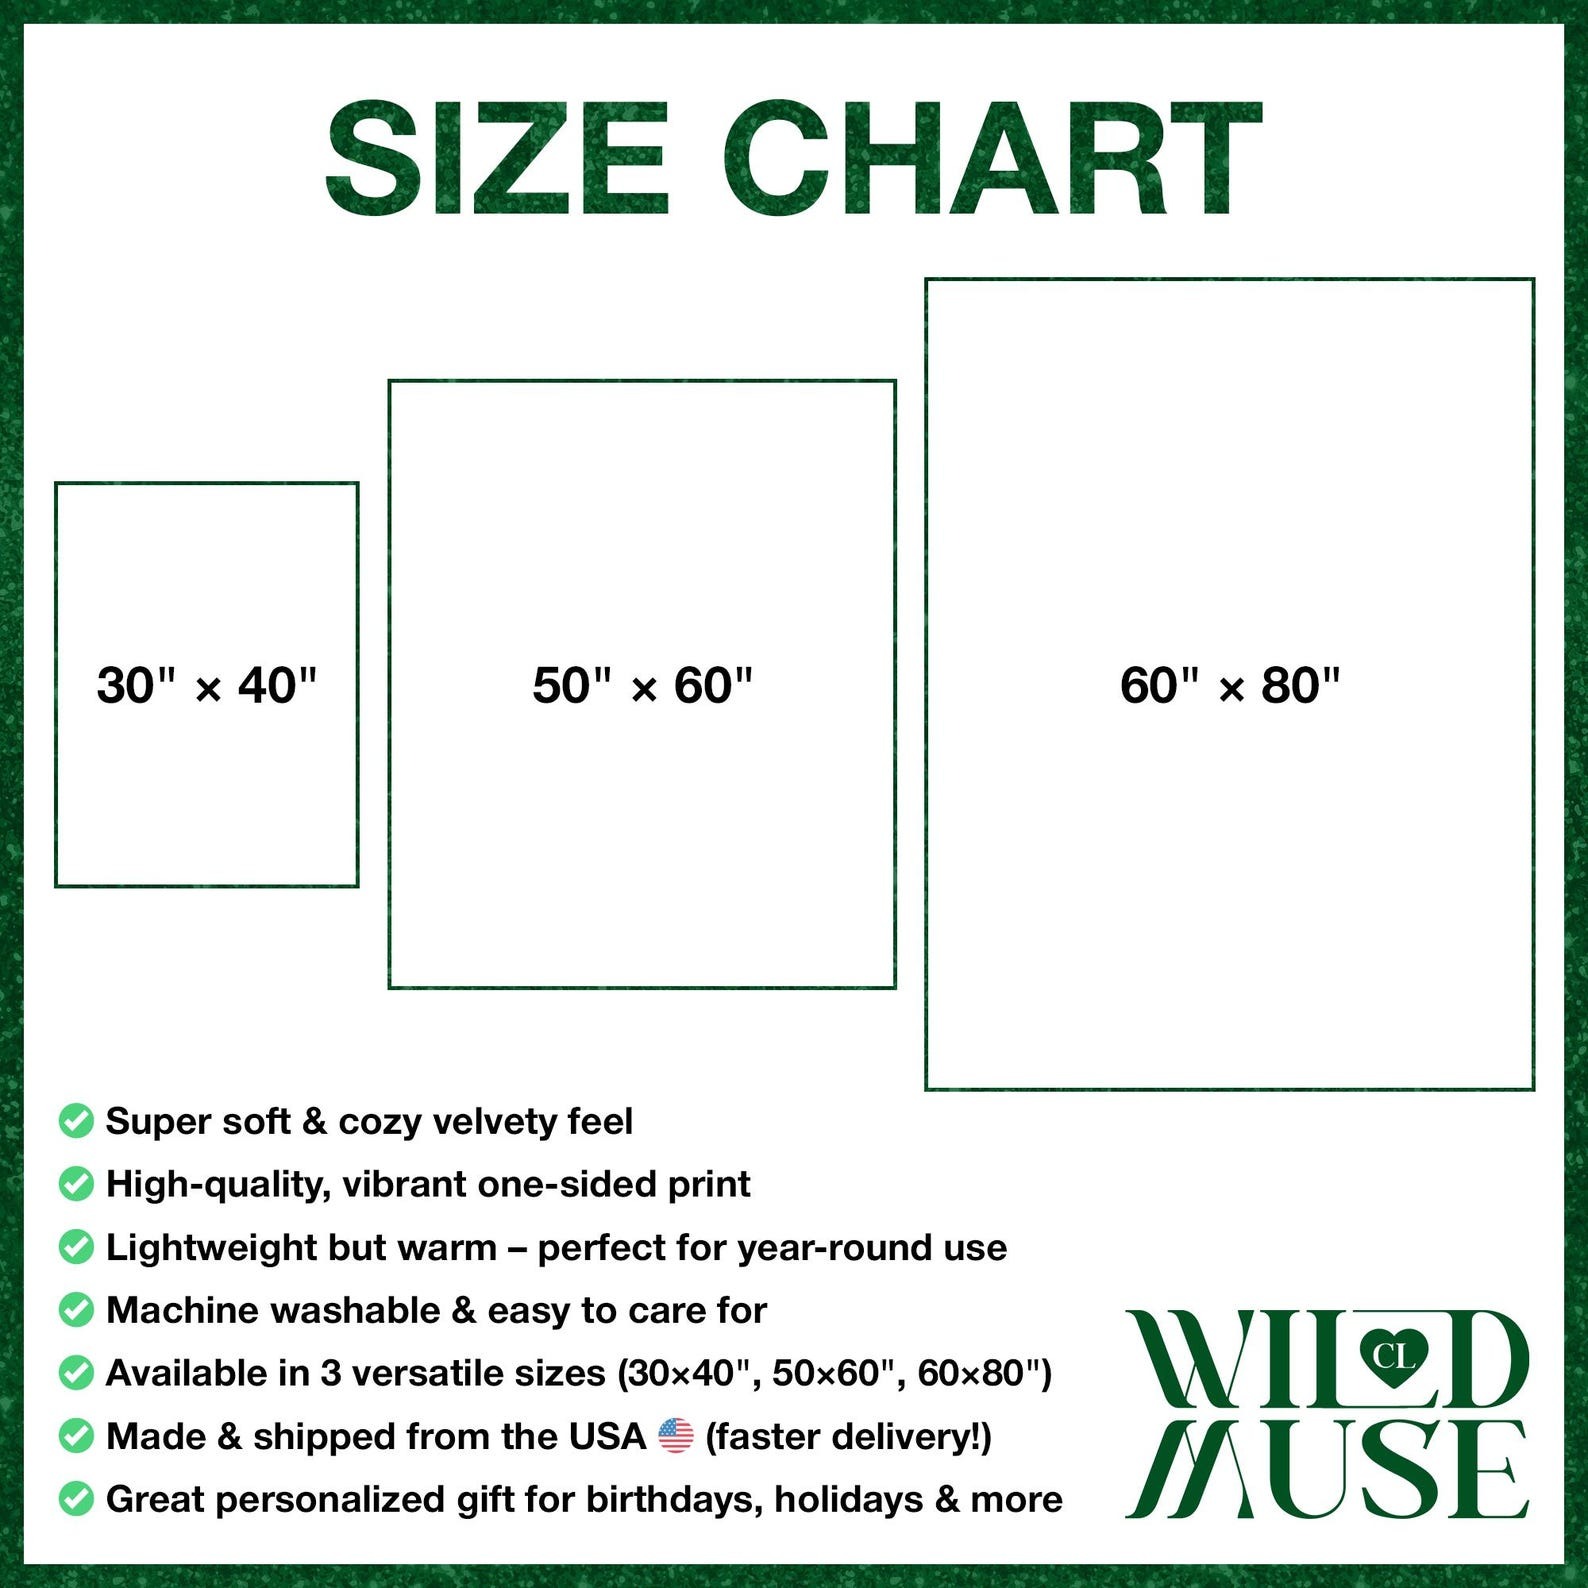 SIZE CHART
30" × 40"
50" × 60"
60" × 80"
Super soft & cozy velvety feel
High-quality, vibrant one-sided print
Lightweight but warm – perfect for year-round use
Machine washable & easy to care for
Available in 3 versatile sizes (30×40", 50×60", 60×80")
Made & shipped from the USA 🇺🇸 (faster delivery!)
Great personalized gift for birthdays, holidays & more
WILD
CL
MUSE